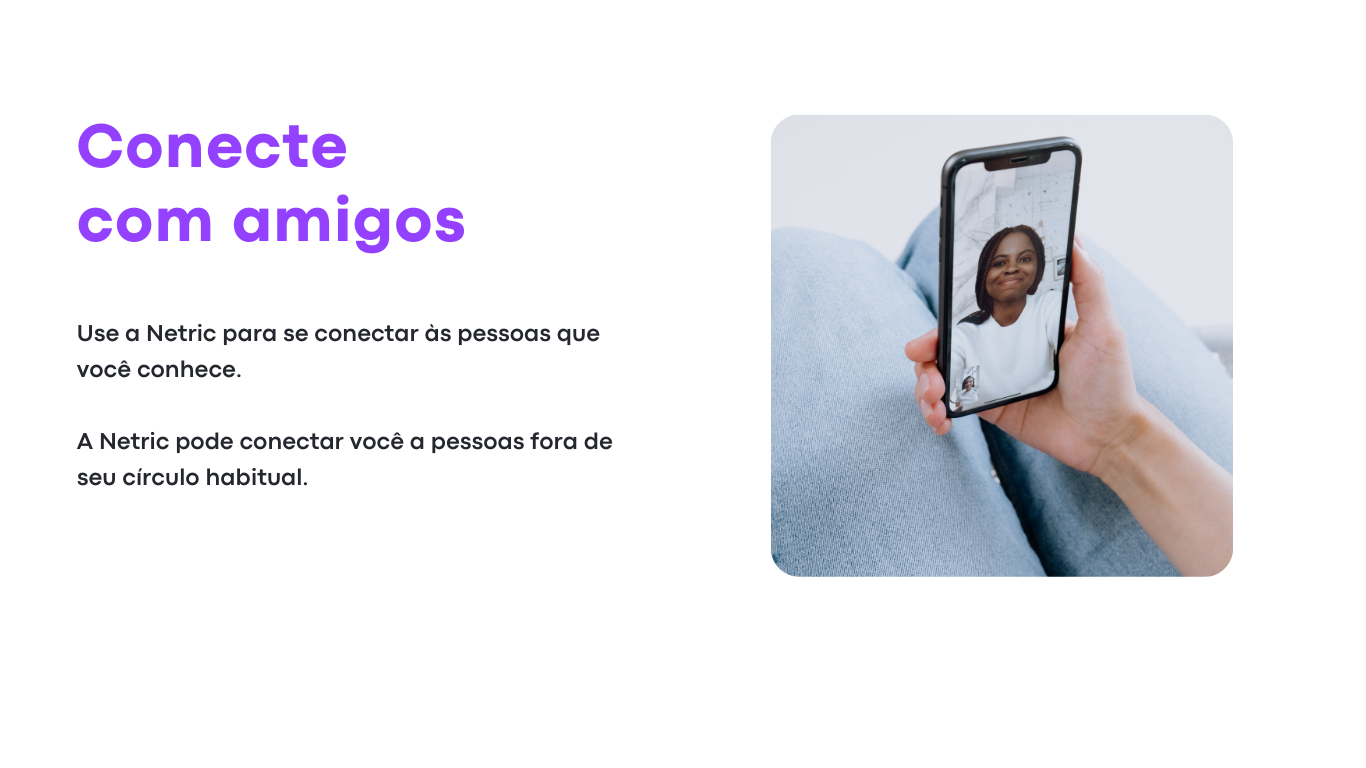 Conecte
com amigos
Use a Netric para se conectar às pessoas que
você conhece.
A Netric pode conectar você a pessoas fora de
seu círculo habitual.